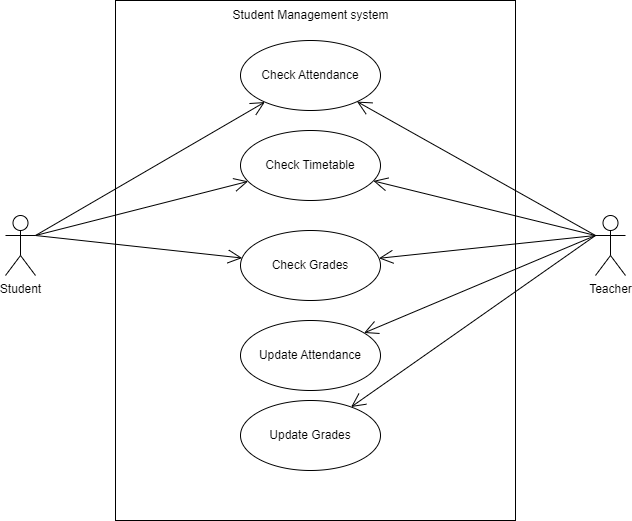 Student Management system
Check Attendance
Check Timetable
Check Grades
Student
Teacher
Update Attendance
Update Grades